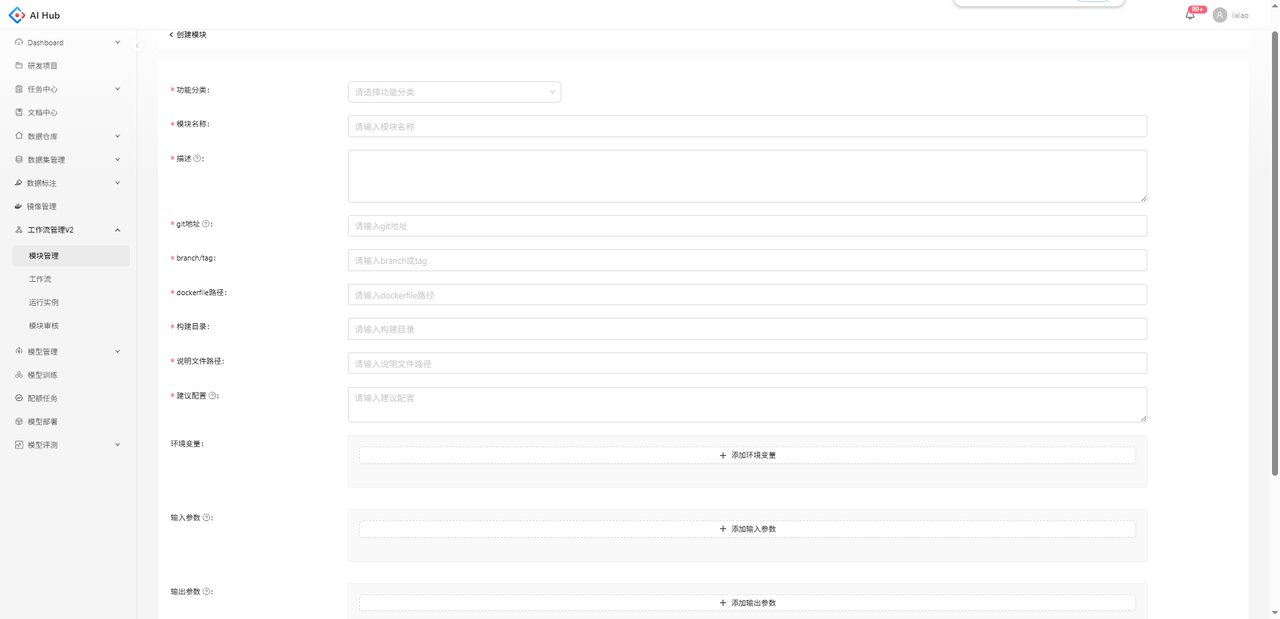 AI Hub
99+
lixiao
Dashboard
研发项目
任务中心
文档中心
数据仓库
数据集管理
数据标注
镜像管理
工作流管理V2
模块管理
工作流
运行实例
模块审核
模型管理
模型训练
配额任务
模型部署
模型评测
创建模块
* 功能分类:
请选择功能分类
* 模块名称:
请输入模块名称
* 描述:
* git地址:
请输入git地址
* branch/tag:
请输入branch或tag
* dockerfile路径:
请输入dockerfile路径
* 构建目录:
请输入构建目录
* 说明文件路径:
请输入说明文件路径
* 建议配置:
请输入建议配置
环境变量:
+ 添加环境变量
输入参数:
+ 添加输入参数
输出参数:
+ 添加输出参数